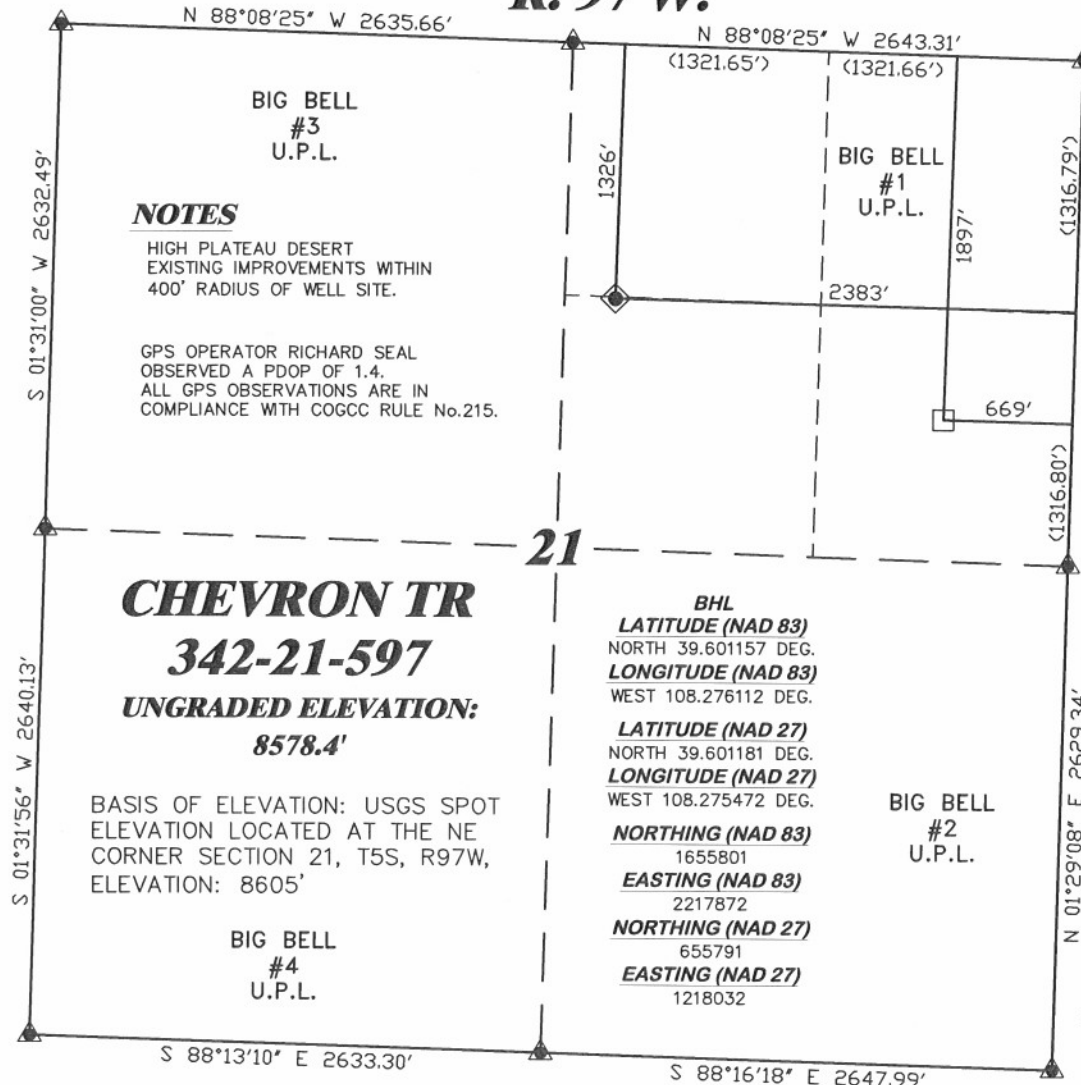 R. 97 W.
N 88°08'25" W 2635.66'
N 88°08'25" W 2643.31'
(1321.65')
(1321.66')
BIG BELL
#3
U.P.L.
1326'
BIG BELL
#1
U.P.L.
(1316.79')
S 01°31'00" W 2632.49'
NOTES
HIGH PLATEAU DESERT
EXISTING IMPROVEMENTS WITHIN
400' RADIUS OF WELL SITE.
1897'
2383'
GPS OPERATOR RICHARD SEAL
OBSERVED A PDOP OF 1.4.
ALL GPS OBSERVATIONS ARE IN
COMPLIANCE WITH COGCC RULE No.215.
669'
(1316.80')
21
CHEVRON TR
342-21-597
UNGRADED ELEVATION:
8578.4'
S 01°31'56" W 2640.13'
BASIS OF ELEVATION: USGS SPOT
ELEVATION LOCATED AT THE NE
CORNER SECTION 21, T5S, R97W,
ELEVATION: 8605'
BIG BELL
#4
U.P.L.
BHL
LATITUDE (NAD 83)
NORTH 39.601157 DEG.
LONGITUDE (NAD 83)
WEST 108.276112 DEG.
LATITUDE (NAD 27)
NORTH 39.601181 DEG.
LONGITUDE (NAD 27)
WEST 108.275472 DEG.
NORTHING (NAD 83)
1655801
EASTING (NAD 83)
2217872
NORTHING (NAD 27)
655791
EASTING (NAD 27)
1218032
BIG BELL
#2
U.P.L.
N 01°29'08" E 2629.34'
S 88°13'10" E 2633.30'
S 88°16'18" E 2647.99'